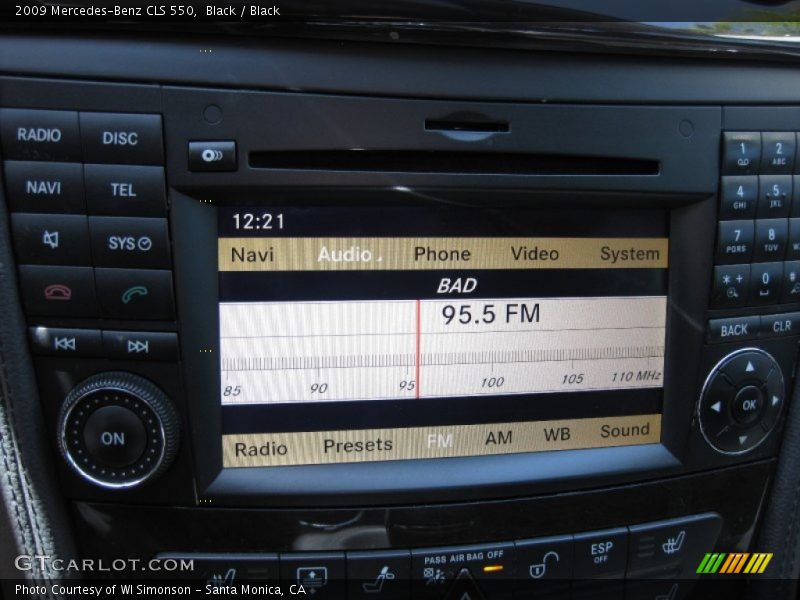 2009 Mercedes-Benz CLS 550, Black / Black
RADIO DISC
NAVI TEL
SYS
ON
12:21
Navi Audio Phone Video System
BAD
95.5 FM
85 90 95 100 105 110 MHz
Radio Presets FM AM WB Sound
1 2 ABC
4 GHI 5 JKL
7 PQRS 8 TUV
* + 0 #
BACK CLR
OK
PASS AIR BAG OFF
ESP OFF
GTCARLOT.COM
Photo Courtesy of WI Simonson - Santa Monica, CA